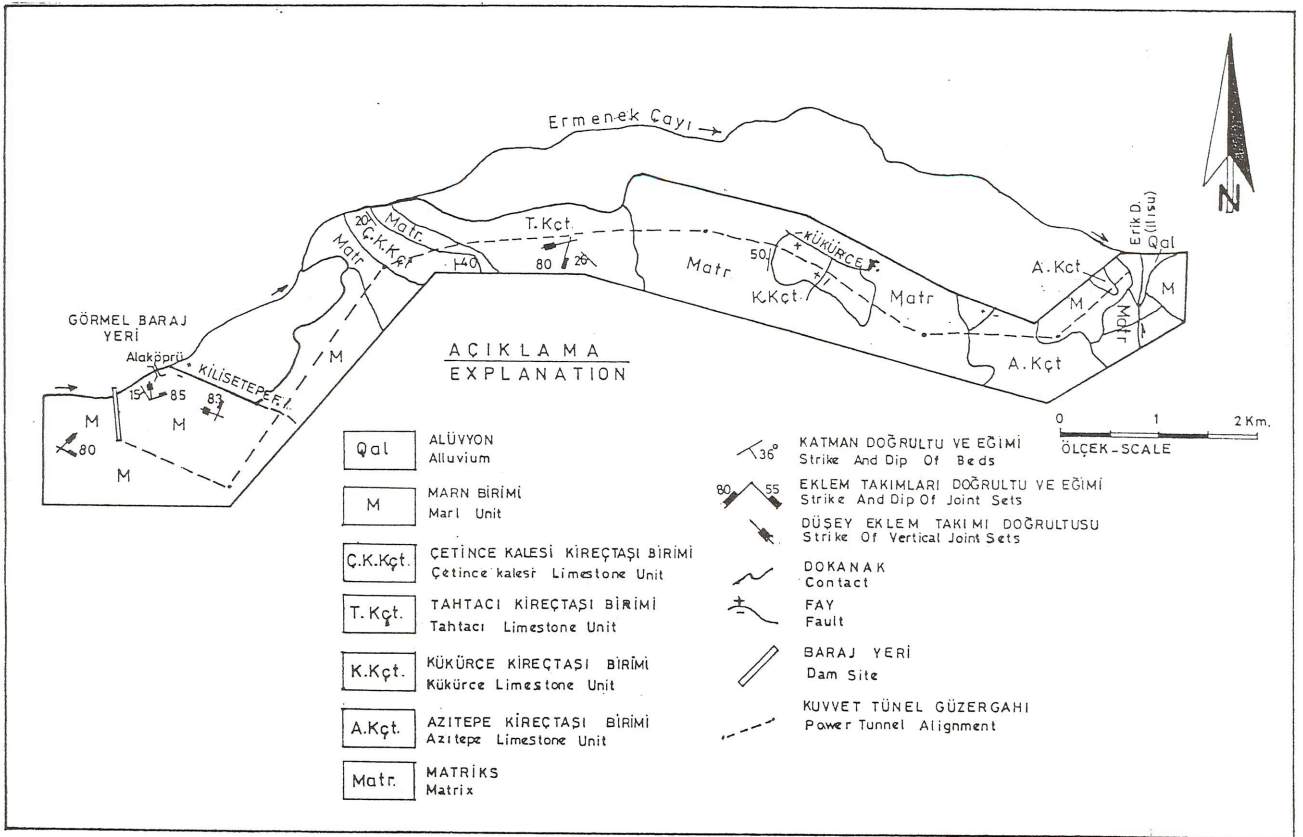 Ermenek Çayı →
N
Erik D.
(Ilısu)
Qal
A.Kct
M
M
Matr
T.Kçt.
20
Matr.
Ç.K.Kçt
Matr
40
80
26
Matr
50
KÜKÜRCE F.
K.Kçt.
Matr
A.Kçt
GÖRMEL BARAJ
YERİ
Alaköprü
KİLİSETEPE F.
15
85
83
M
M
80
M
M
0 1 2 Km.
ÖLÇEK-SCALE
AÇIKLAMA
EXPLANATION
Qal
ALÜVYON
Alluvium
M
MARN BİRİMİ
Marl Unit
Ç.K.Kçt.
ÇETİNCE KALESİ KİREÇTAŞI BİRİMİ
Çetince kalesi Limestone Unit
T.Kçt.
TAHTACI KİREÇTAŞI BİRİMİ
Tahtacı Limestone Unit
K.Kçt.
KÜKÜRCE KİREÇTAŞI BİRİMİ
Kükürce Limestone Unit
A.Kçt.
AZITEPE KİREÇTAŞI BİRİMİ
Azıtepe Limestone Unit
Matr.
MATRİKS
Matrix
36°
KATMAN DOĞRULTU VE EĞİMİ
Strike And Dip Of Beds
80 55
EKLEM TAKIMLARI DOĞRULTU VE EĞİMİ
Strike And Dip Of Joint Sets
DÜŞEY EKLEM TAKIMI DOĞRULTUSU
Strike Of Vertical Joint Sets
DOKANAK
Contact
FAY
Fault
BARAJ YERİ
Dam Site
KUVVET TÜNEL GÜZERGAHI
Power Tunnel Alignment